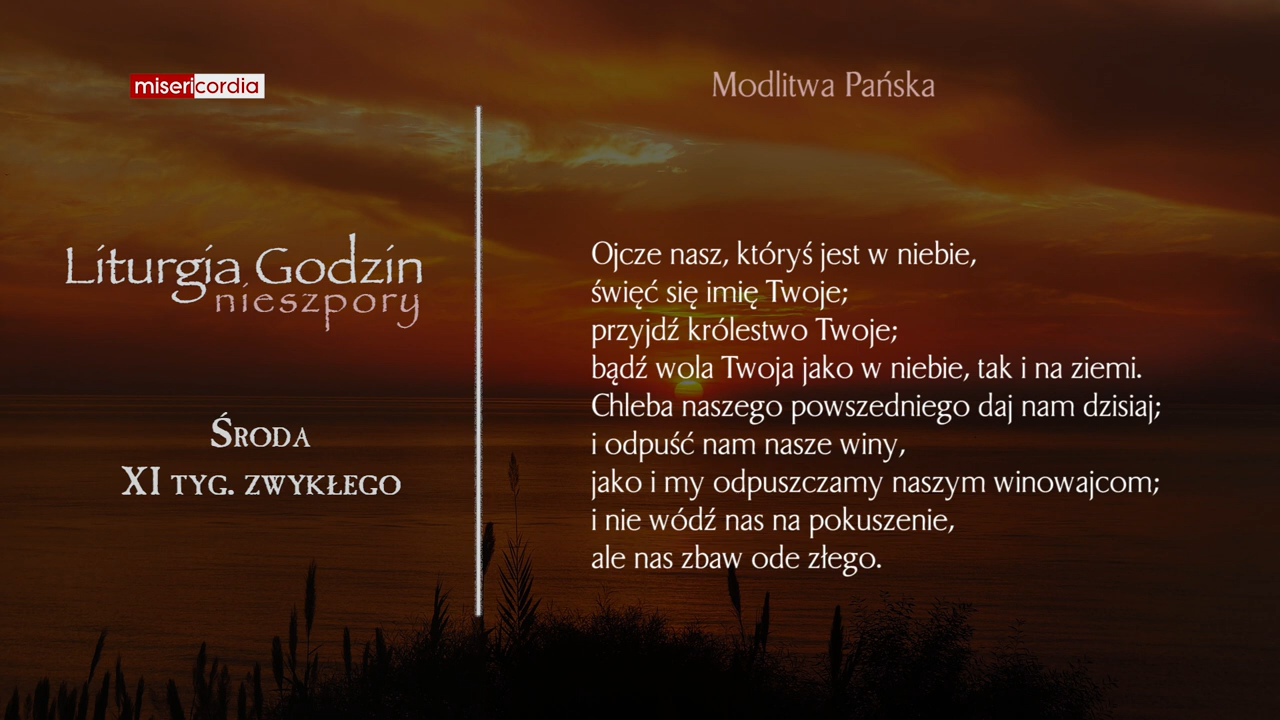 misericordia
Liturgia Godzin
nieszpory
Środa
XI tyg. zwykłego
Modlitwa Pańska
Ojcze nasz, któryś jest w niebie,
święć się imię Twoje;
przyjdź królestwo Twoje;
bądź wola Twoja jako w niebie, tak i na ziemi.
Chleba naszego powszedniego daj nam dzisiaj;
i odpuść nam nasze winy,
jako i my odpuszczamy naszym winowajcom;
i nie wódź nas na pokuszenie,
ale nas zbaw ode złego.